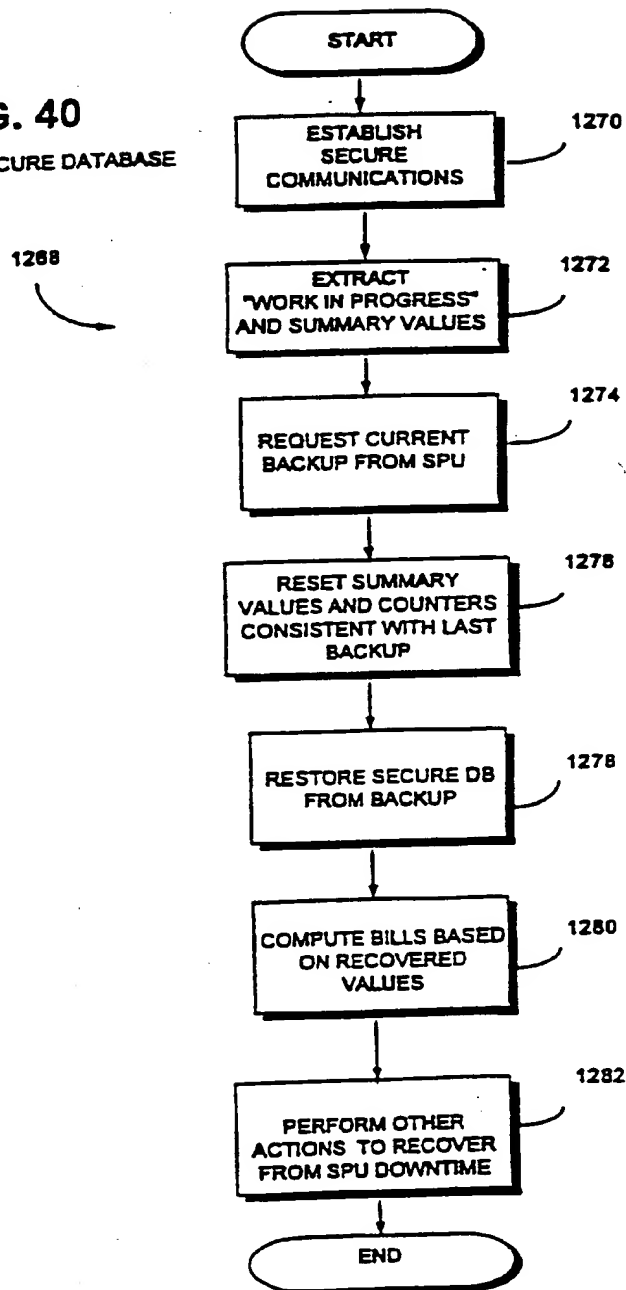 START
G. 40
CURE DATABASE
1268
ESTABLISH
SECURE
COMMUNICATIONS
1270
EXTRACT
"WORK IN PROGRESS"
AND SUMMARY VALUES
1272
REQUEST CURRENT
BACKUP FROM SPU
1274
RESET SUMMARY
VALUES AND COUNTERS
CONSISTENT WITH LAST
BACKUP
1276
RESTORE SECURE DB
FROM BACKUP
1278
COMPUTE BILLS BASED
ON RECOVERED
VALUES
1280
PERFORM OTHER
ACTIONS TO RECOVER
FROM SPU DOWNTIME
1282
END